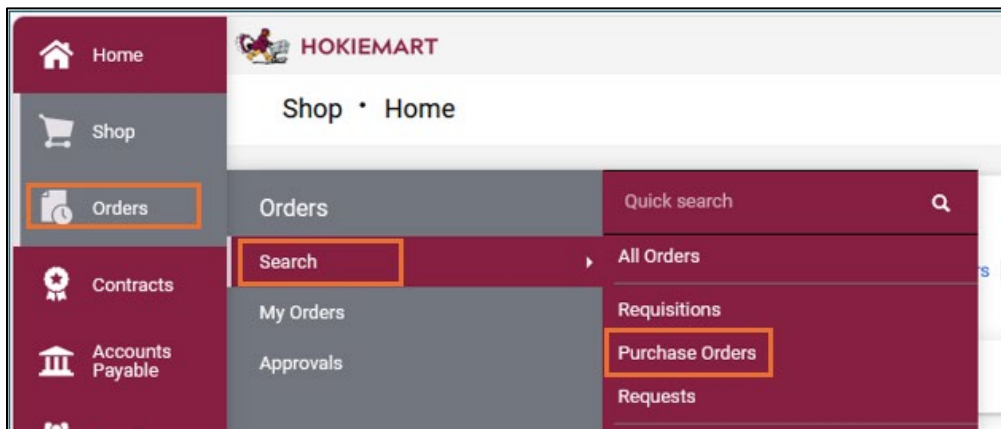 Home
HOKIEMART
Shop · Home
Shop
Orders
Contracts
Accounts
Payable
Orders
Search
My Orders
Approvals
Quick search
All Orders
Requisitions
Purchase Orders
Requests